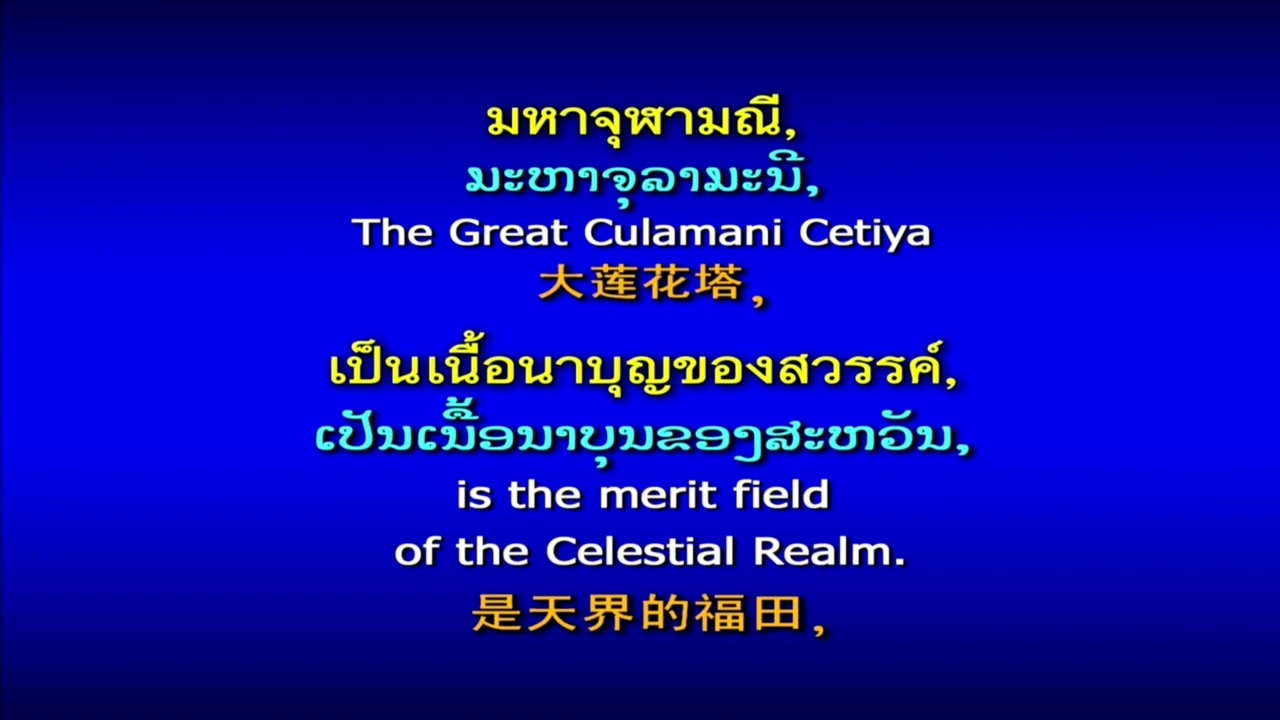 มหาจุฬามณี,
ມະຫາຈຸລາມະນີ,
The Great Culamani Cetiya
大莲花塔,
เป็นเนื้อนาบุญของสวรรค์,
ເປັນເນື້ອນາບຸນຂອງສະຫວັນ,
is the merit field
of the Celestial Realm.
是天界的福田,